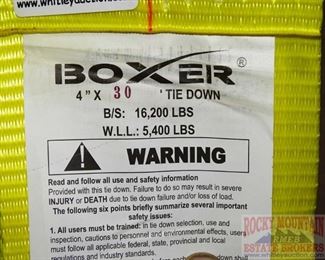 www.whitleyauction
BOXER®
4" X 30 ' TIE DOWN
B/S: 16,200 LBS
W.L.L.: 5,400 LBS
WARNING
Read and follow all use and safety information
Provided with this tie down. Failure to do so may result in severe
INJURY or DEATH due to tie down failure and/or loss of load.
The following six points briefly summarize several important
safety issues:
1. All users must be trained: in tie down selection, use and
inspection, cautions to personnel and environmental effects, users
must follow all applicable federal, state, provincial and local
regulations and industry standards.
ROCKY MOUNTAIN
ESTATE BROKERS